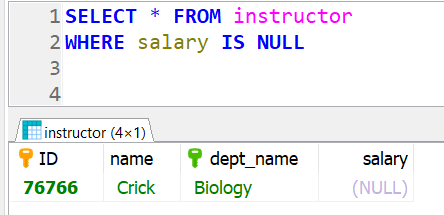 1 SELECT * FROM instructor
2 WHERE salary IS NULL
3
4
instructor (4×1)
ID name dept_name salary
76766 Crick Biology (NULL)